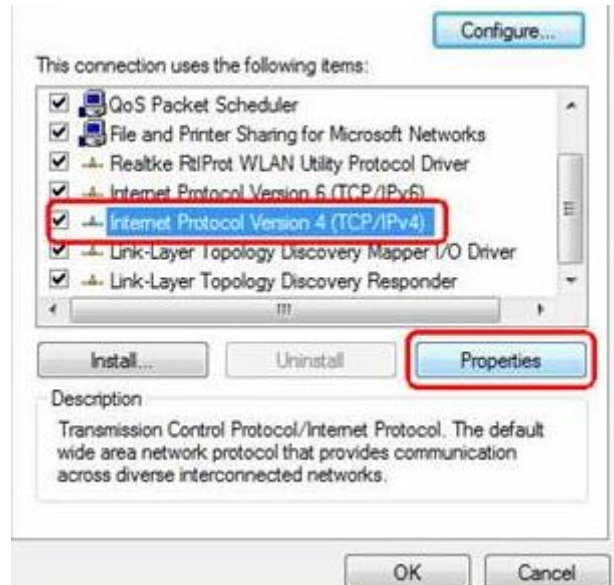 Configure...
This connection uses the following items:
QoS Packet Scheduler
File and Printer Sharing for Microsoft Networks
Realtke RtlProt WLAN Utility Protocol Driver
Internet Protocol Version 6 (TCP/IPv6)
Internet Protocol Version 4 (TCP/IPv4)
Link-Layer Topology Discovery Mapper I/O Driver
Link-Layer Topology Discovery Responder
Install...
Uninstall
Properties
Description
Transmission Control Protocol/Internet Protocol. The default
wide area network protocol that provides communication
across diverse interconnected networks.
OK
Cancel